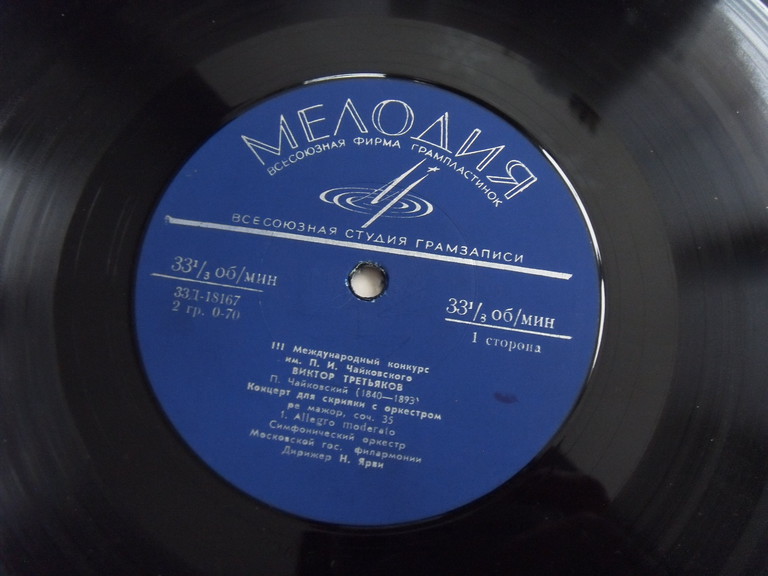 МЕЛОДИЯ
ВСЕСОЮЗНАЯ ФИРМА ГРАМПЛАСТИНОК
ВСЕСОЮЗНАЯ СТУДИЯ ГРАМЗАПИСИ
33¹/₃ об/мин
33Д-18167
2 гр. 0-70
33¹/₃ об/мин
I сторона
III Международный конкурс
им. П. И. Чайковского
ВИКТОР ТРЕТЬЯКОВ
П. Чайковский (1840—1893)
Концерт для скрипки с оркестром
ре мажор, соч. 35
1. Allegro moderato
Симфонический оркестр
Московской гос. филармонии
Дирижер Н. Ярви